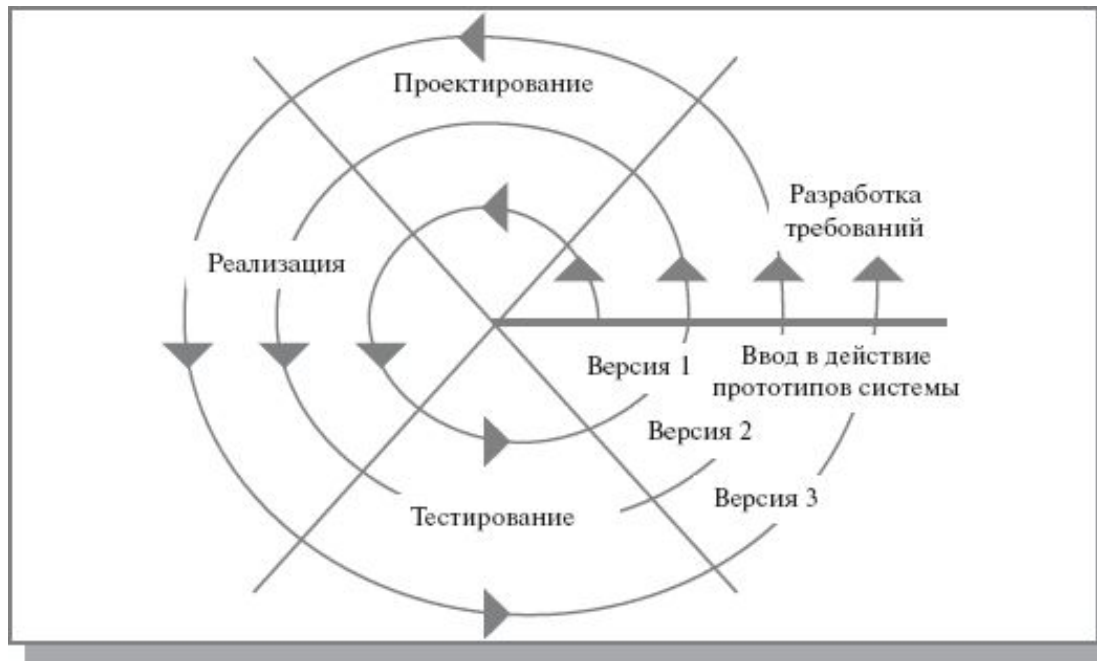 Проектирование
Разработка
требований
Реализация
Версия 1
Ввод в действие
прототипов системы
Версия 2
Версия 3
Тестирование